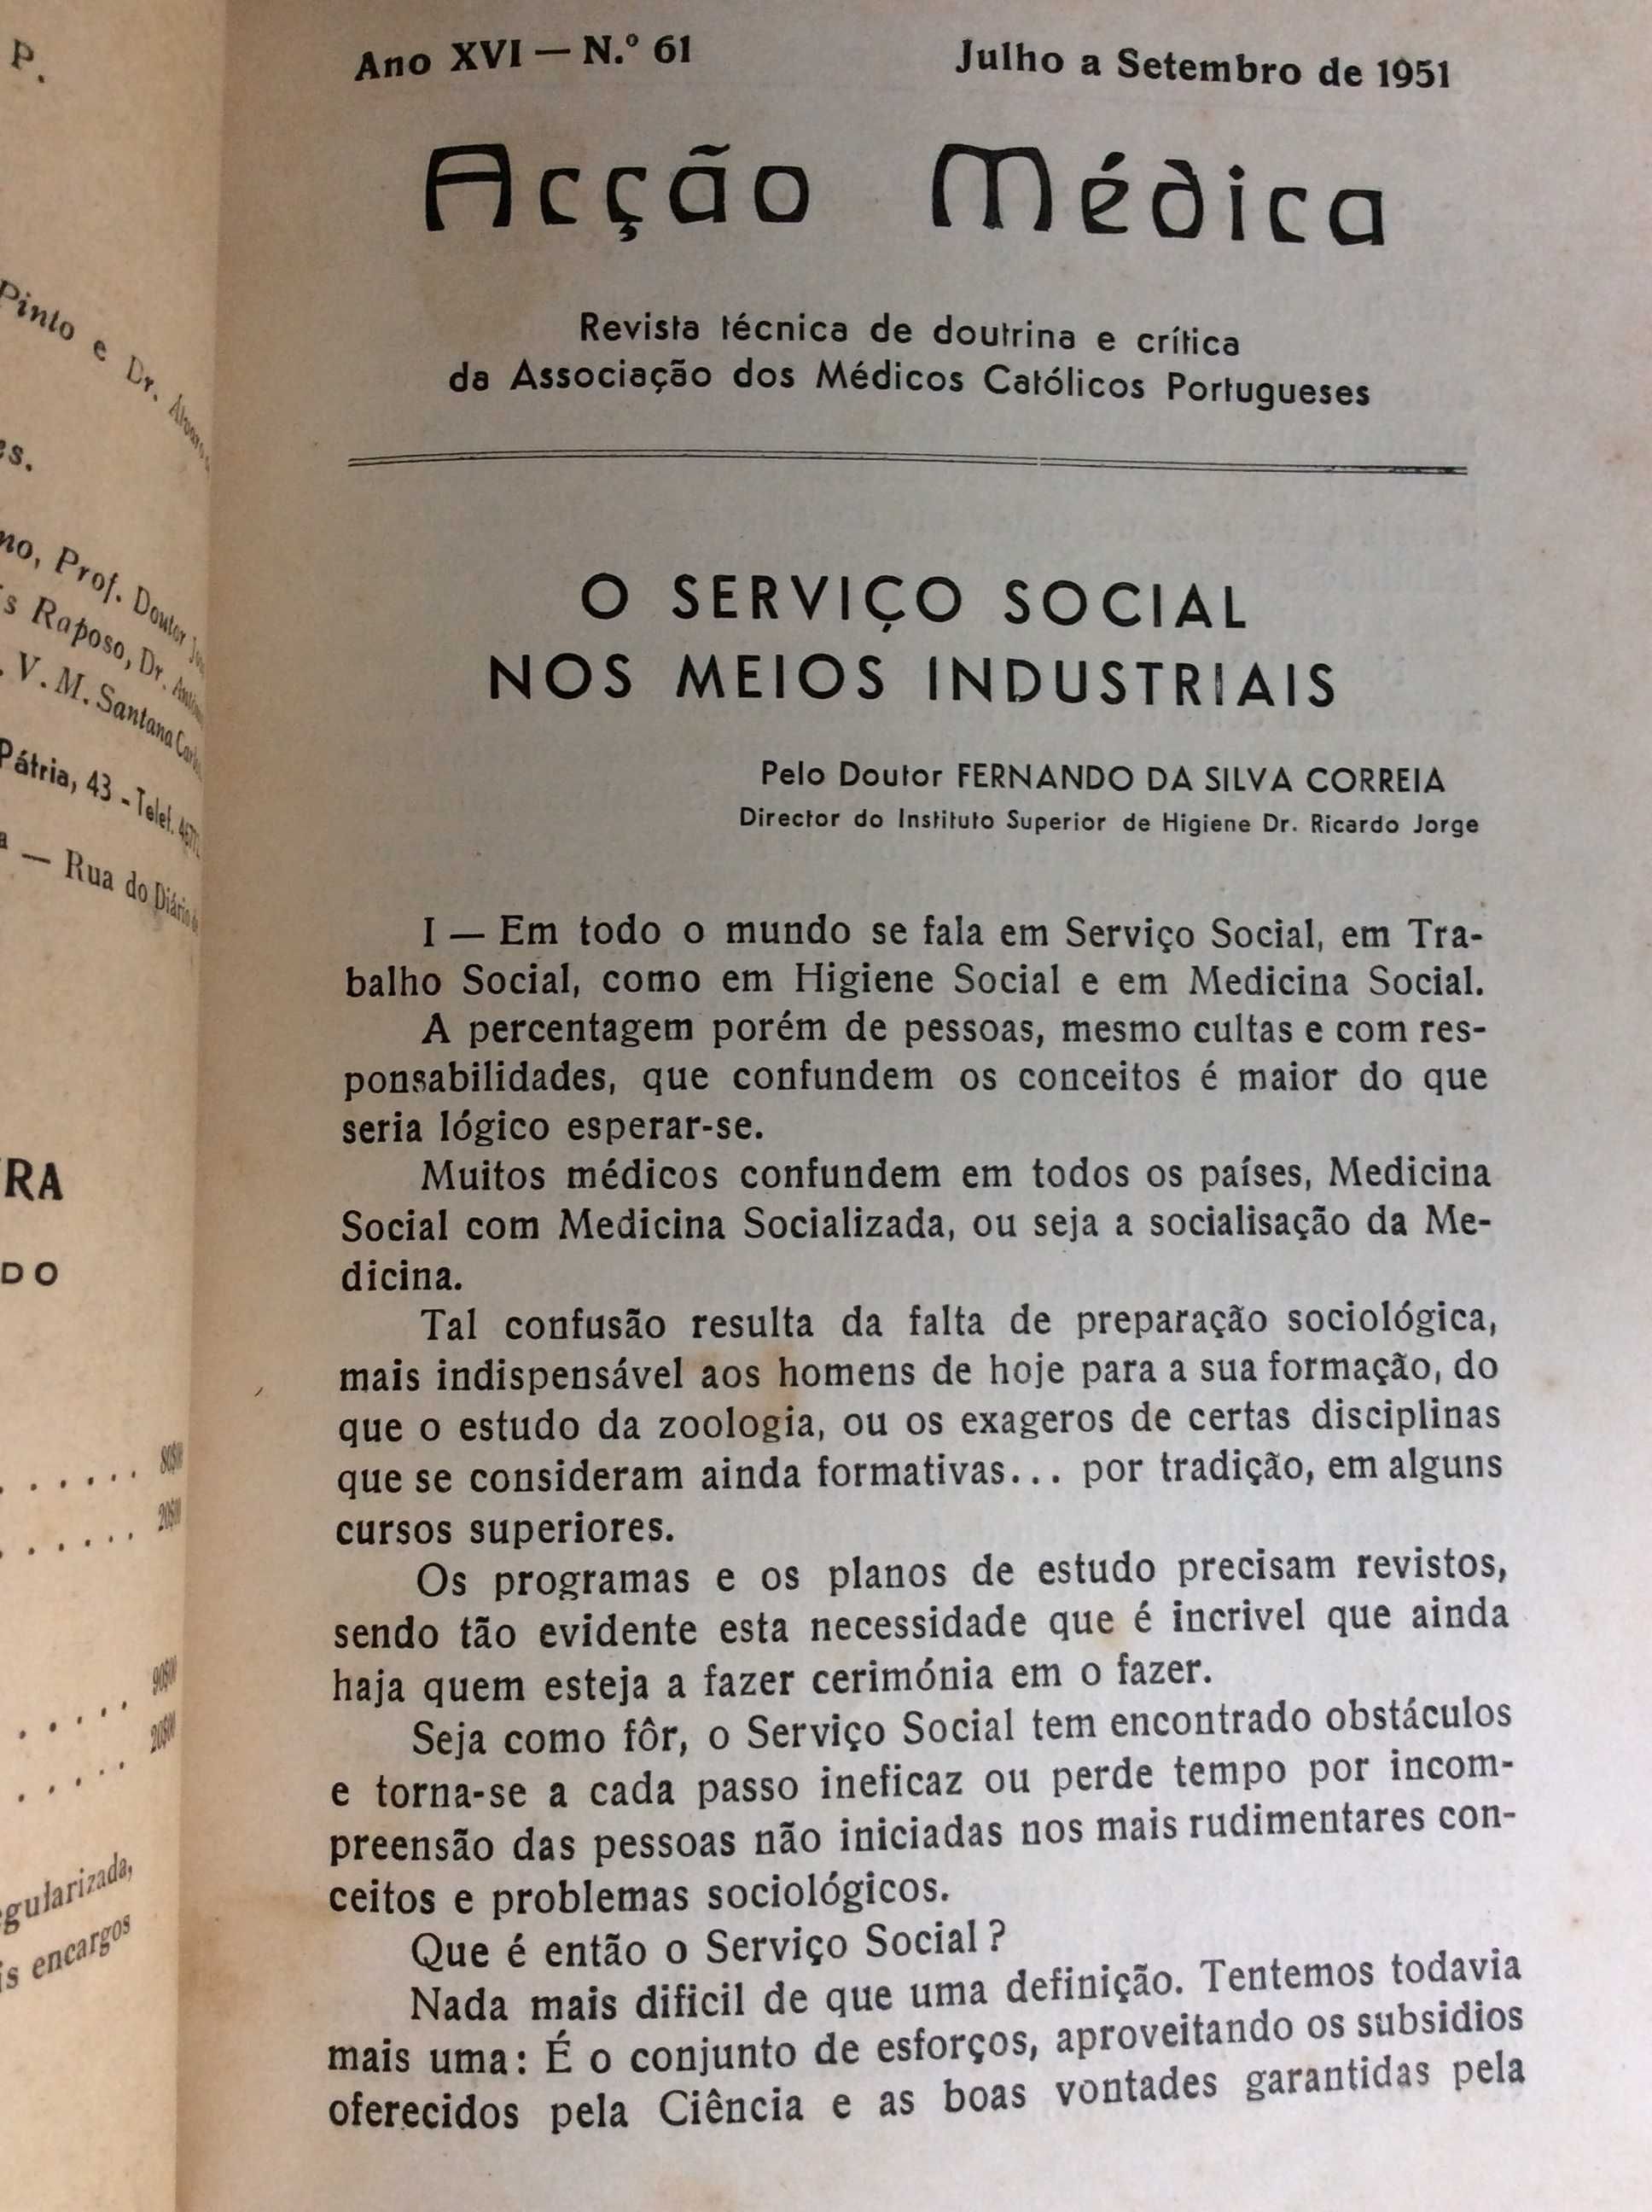 P.
Pinto e Dr.
es.
no, Prof. Doutor
s Raposo, Dr.
. V. M. Santana
Pátria, 43 - Telef.
a — Rua do Diário
RA
DO
gularizada,
is encargos
Ano XVI — N.º 61
Julho a Setembro de 1951
Acção Médica
Revista técnica de doutrina e crítica
da Associação dos Médicos Católicos Portugueses
O SERVIÇO SOCIAL
NOS MEIOS INDUSTRIAIS
Pelo Doutor FERNANDO DA SILVA CORREIA
Director do Instituto Superior de Higiene Dr. Ricardo Jorge
I — Em todo o mundo se fala em Serviço Social, em Tra-
balho Social, como em Higiene Social e em Medicina Social.
A percentagem porém de pessoas, mesmo cultas e com res-
ponsabilidades, que confundem os conceitos é maior do que
seria lógico esperar-se.
Muitos médicos confundem em todos os países, Medicina
Social com Medicina Socializada, ou seja a socialisação da Me-
dicina.
Tal confusão resulta da falta de preparação sociológica,
mais indispensável aos homens de hoje para a sua formação, do
que o estudo da zoologia, ou os exageros de certas disciplinas
que se consideram ainda formativas... por tradição, em alguns
cursos superiores.
Os programas e os planos de estudo precisam revistos,
sendo tão evidente esta necessidade que é incrivel que ainda
haja quem esteja a fazer cerimónia em o fazer.
Seja como fôr, o Serviço Social tem encontrado obstáculos
e torna-se a cada passo ineficaz ou perde tempo por incom-
preensão das pessoas não iniciadas nos mais rudimentares con-
ceitos e problemas sociológicos.
Que é então o Serviço Social?
Nada mais dificil de que uma definição. Tentemos todavia
mais uma: É o conjunto de esforços, aproveitando os subsidios
oferecidos pela Ciência e as boas vontades garantidas pela